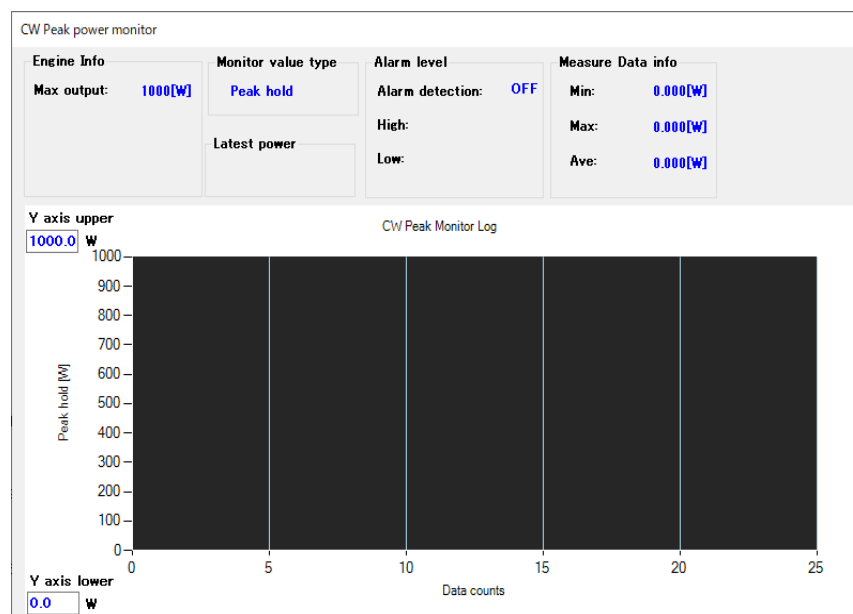 CW Peak power monitor
Engine Info
Max output: 1000[W]
Monitor value type
Peak hold
Latest power
Alarm level
Alarm detection: OFF
High:
Low:
Measure Data info
Min: 0.000[W]
Max: 0.000[W]
Ave: 0.000[W]
Y axis upper
1000.0 W
CW Peak Monitor Log
1000
900
800
700
600
500
400
300
200
100
0
Peak hold [W]
0 5 10 15 20 25
Data counts
Y axis lower
0.0 W